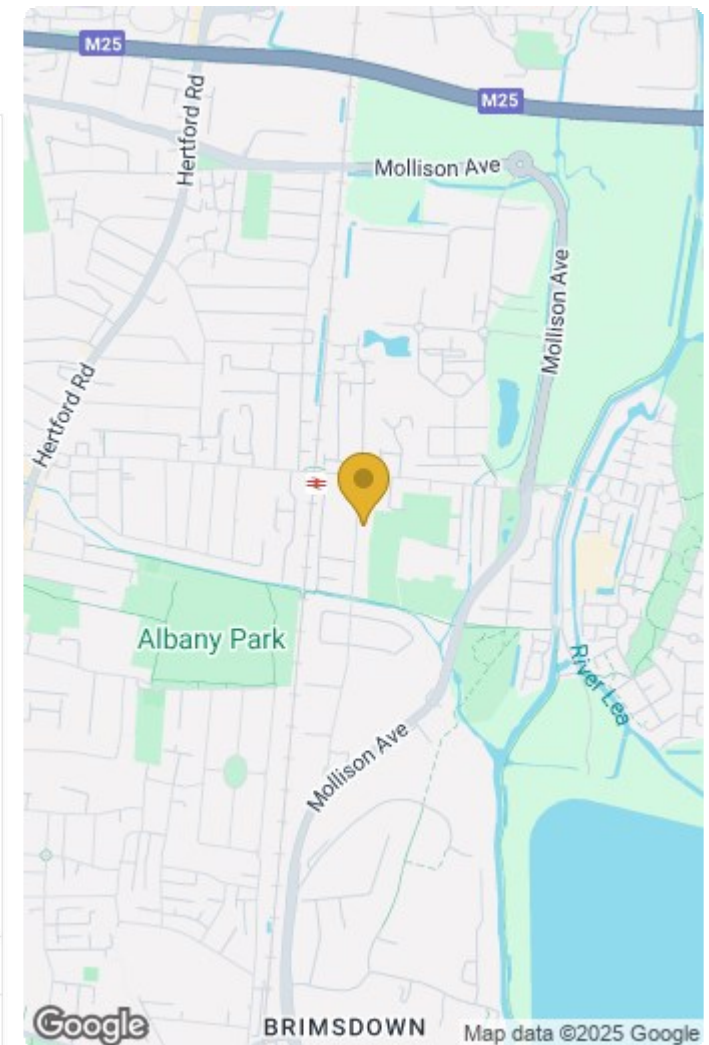 M25
M25
Hertford Rd
Mollison Ave
Mollison Ave
Hertford Rd
Albany Park
River Lea
Mollison Ave
BRIMSDOWN
Google
Map data ©2025 Google